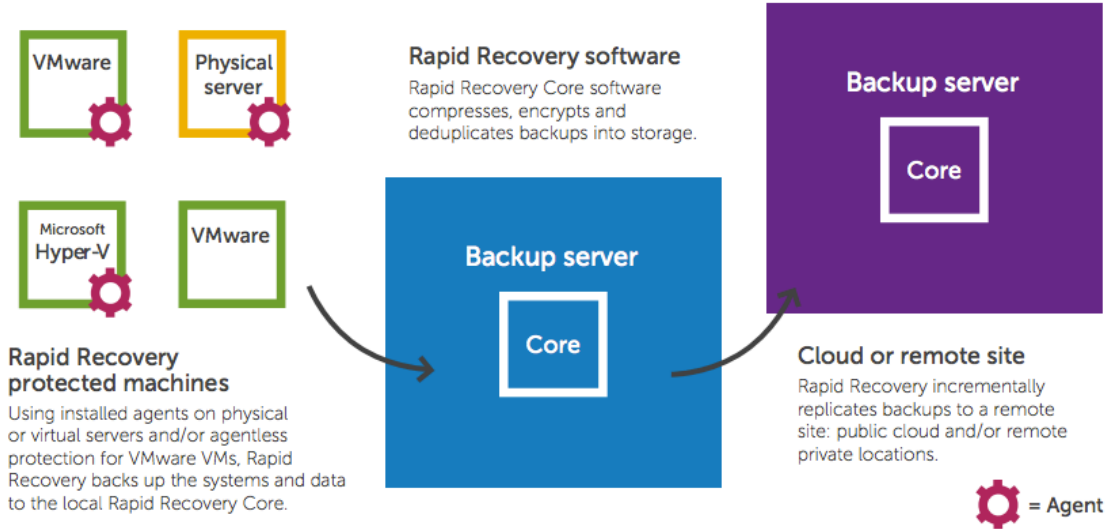 VMware
Physical
server
Microsoft
Hyper-V
VMware
Rapid Recovery
protected machines
Using installed agents on physical
or virtual servers and/or agentless
protection for VMware VMs, Rapid
Recovery backs up the systems and data
to the local Rapid Recovery Core.
Rapid Recovery software
Rapid Recovery Core software
compresses, encrypts and
deduplicates backups into storage.
Backup server
Core
Backup server
Core
Cloud or remote site
Rapid Recovery incrementally
replicates backups to a remote
site: public cloud and/or remote
private locations.
= Agent